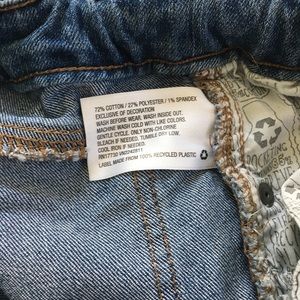 72% COTTON / 27% POLYESTER / 1% SPANDEX
EXCLUSIVE OF DECORATION
WASH BEFORE WEAR. WASH INSIDE OUT.
MACHINE WASH COLD WITH LIKE COLORS.
GENTLE CYCLE. ONLY NON-CHLORINE
BLEACH IF NEEDED. TUMBLE DRY LOW.
COOL IRON IF NEEDED.
RN17730 VN2242811
LABEL MADE FROM 100% RECYCLED PLASTIC